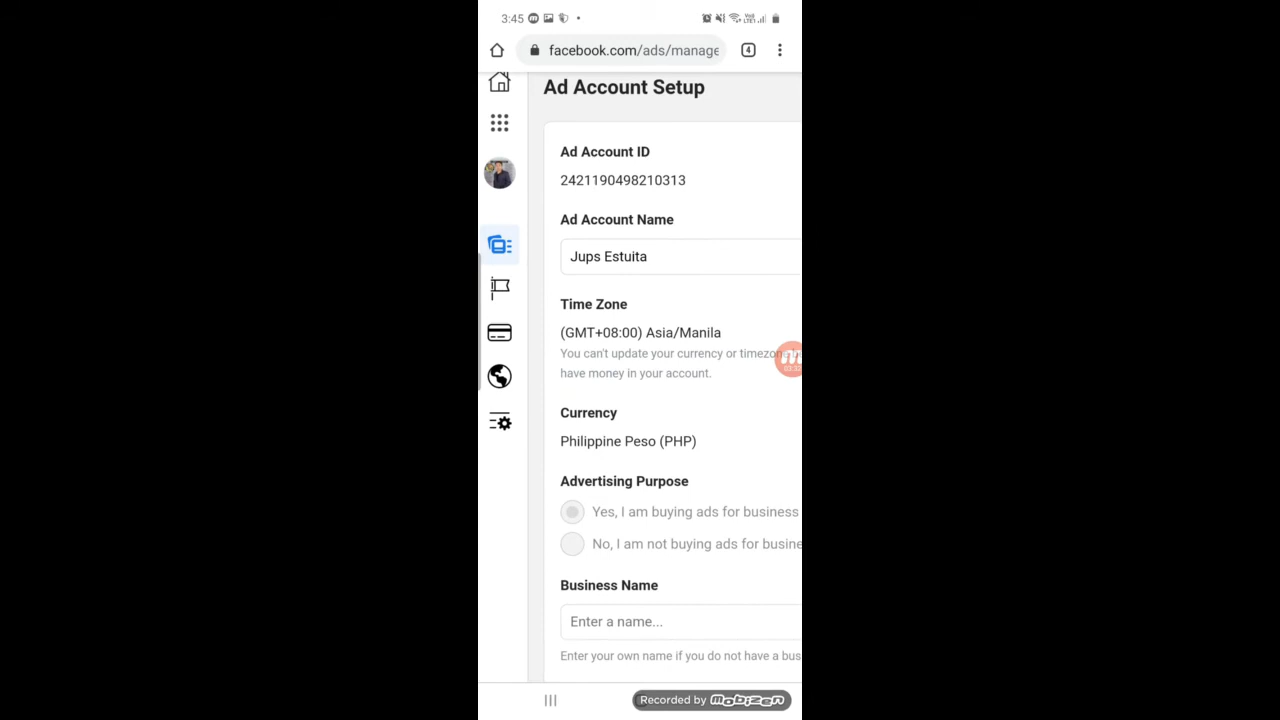 3:45
facebook.com/ads/manage
4
Ad Account Setup
Ad Account ID
2421190498210313
Ad Account Name
Jups Estuita
Time Zone
(GMT+08:00) Asia/Manila
You can't update your currency or timezone
have money in your account.
Currency
Philippine Peso (PHP)
Advertising Purpose
Yes, I am buying ads for business
No, I am not buying ads for busine
Business Name
Enter a name...
Enter your own name if you do not have a bus
Recorded by mobizen